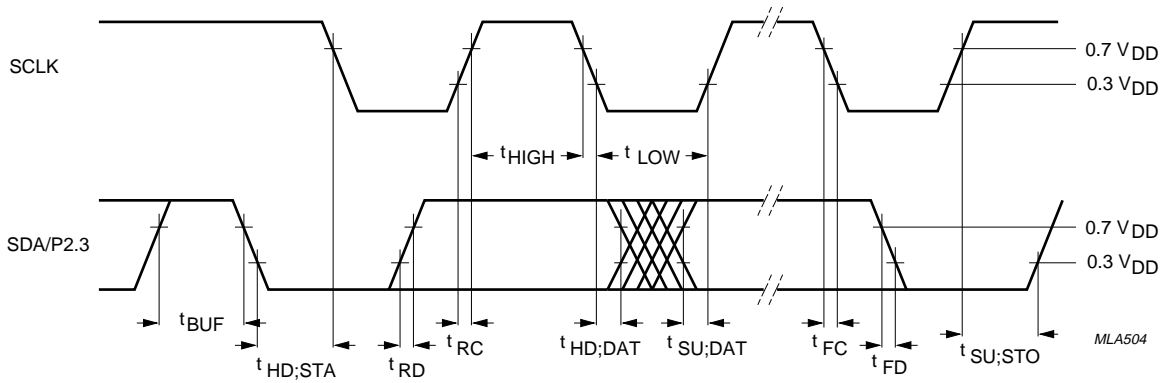 SCLK
0.7 VDD
0.3 VDD
tHIGH
tLOW
SDA/P2.3
0.7 VDD
0.3 VDD
tBUF
tHD;STA
tRD
tRC
tHD;DAT
tSU;DAT
tFC
tFD
tSU;STO
MLA504